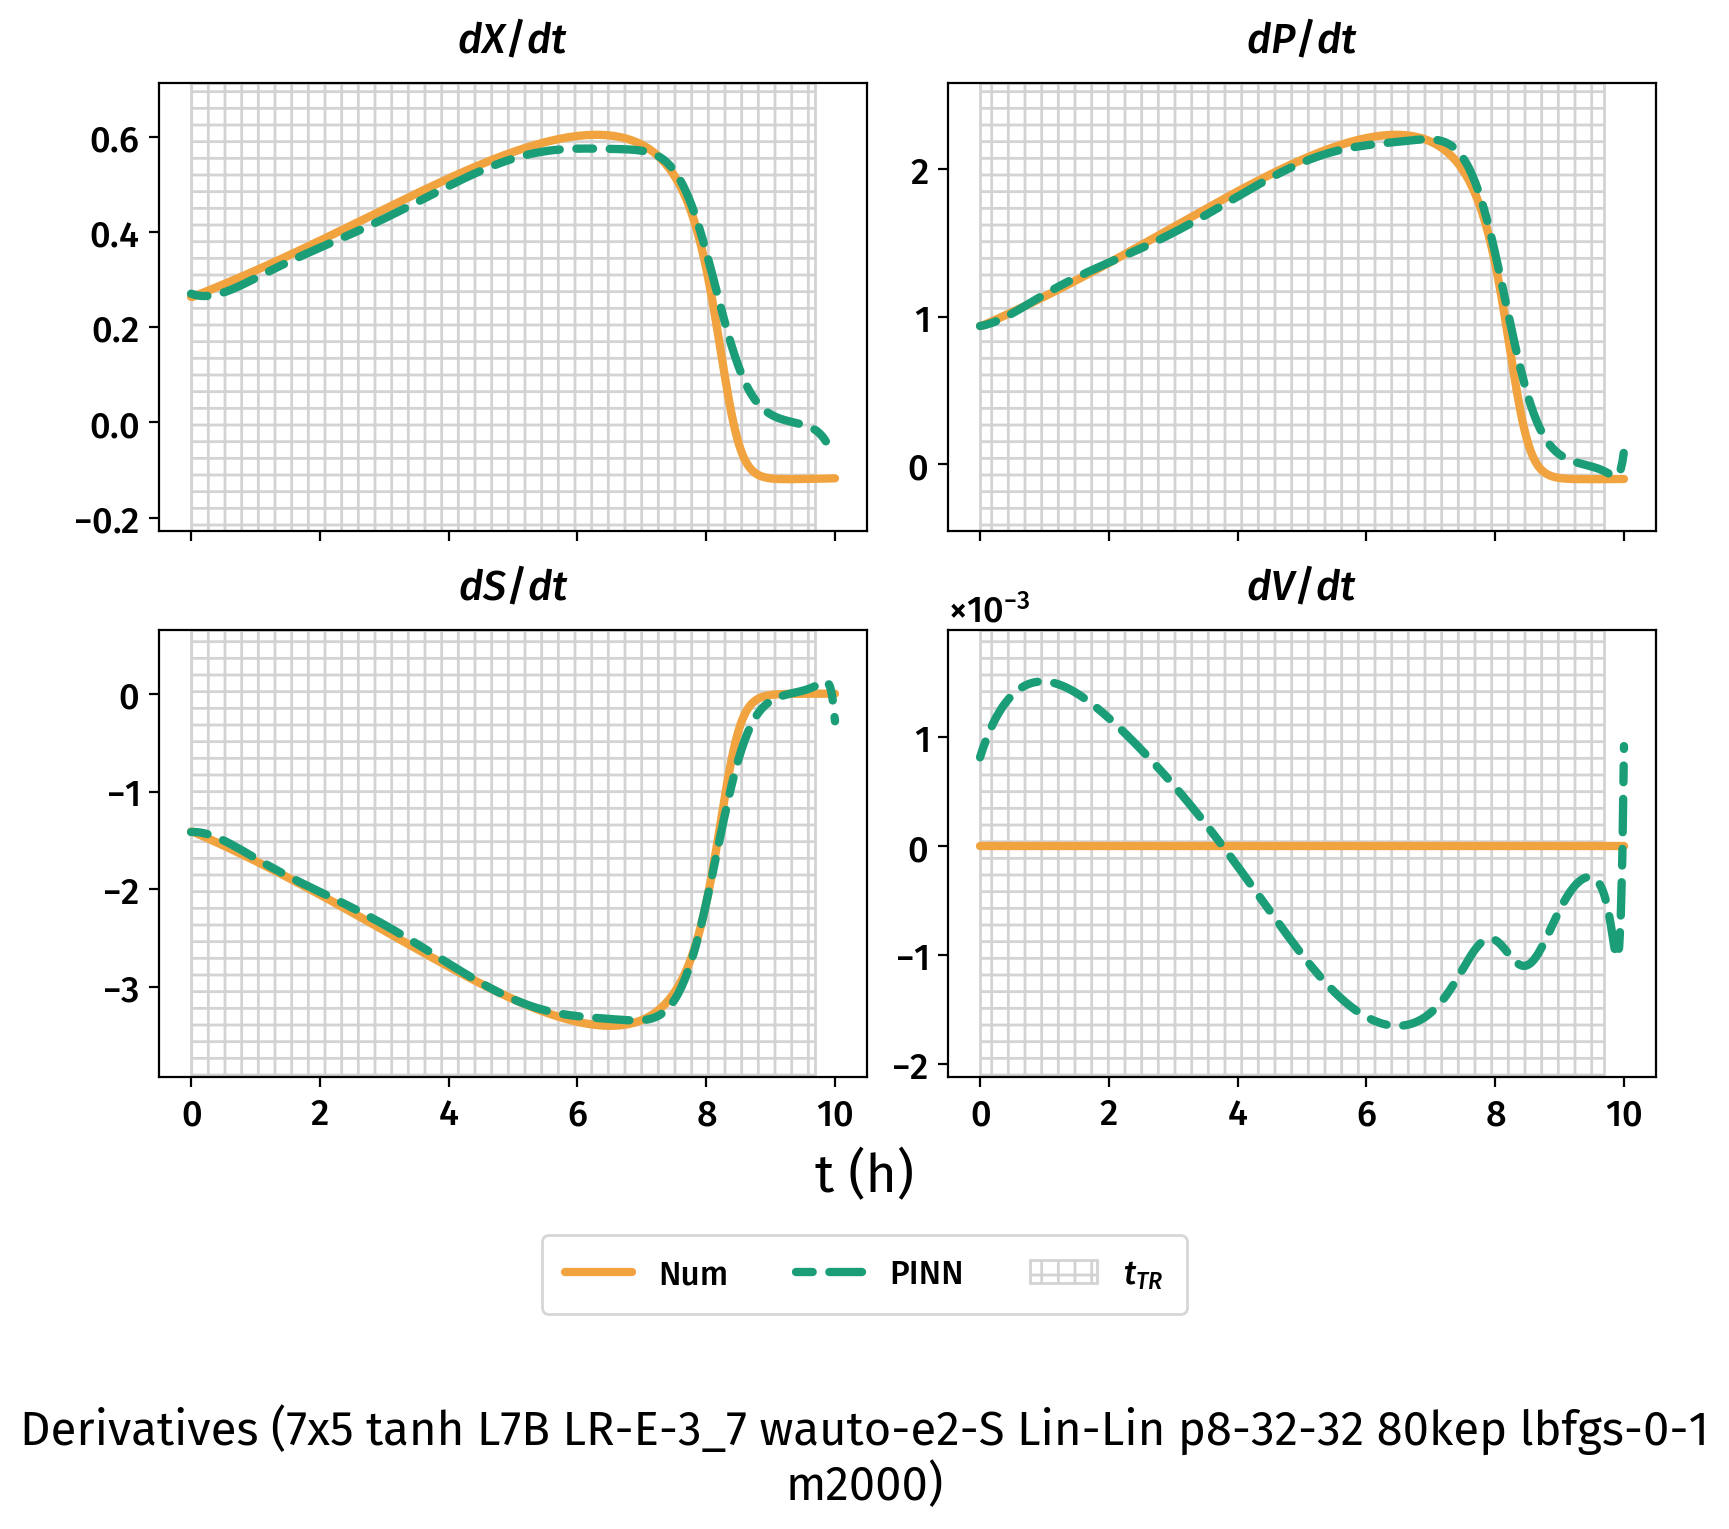 dX/dt
dP/dt
0.6
0.4
0.2
0.0
−0.2
2
1
0
dS/dt
dV/dt
×10⁻³
0
−1
−2
−3
1
0
−1
−2
0 2 4 6 8 10
0 2 4 6 8 10
t (h)
Num PINN t_TR
Derivatives (7x5 tanh L7B LR-E-3_7 wauto-e2-S Lin-Lin p8-32-32 80kep lbfgs-0-1
m2000)